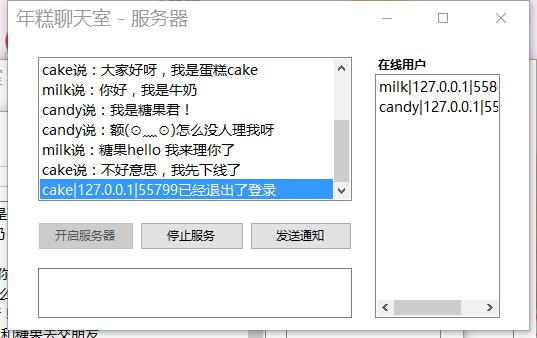 年糕聊天室 - 服务器
cake说：大家好呀，我是蛋糕cake
milk说：你好，我是牛奶
candy说：我是糖果君！
candy说：额(⊙﹏⊙)怎么没人理我呀
milk说：糖果hello 我来理你了
cake说：不好意思，我先下线了
cake|127.0.0.1|55799已经退出了登录
在线用户
milk|127.0.0.1|558
candy|127.0.0.1|55
开启服务器
停止服务
发送通知
和糖果丢交朋友